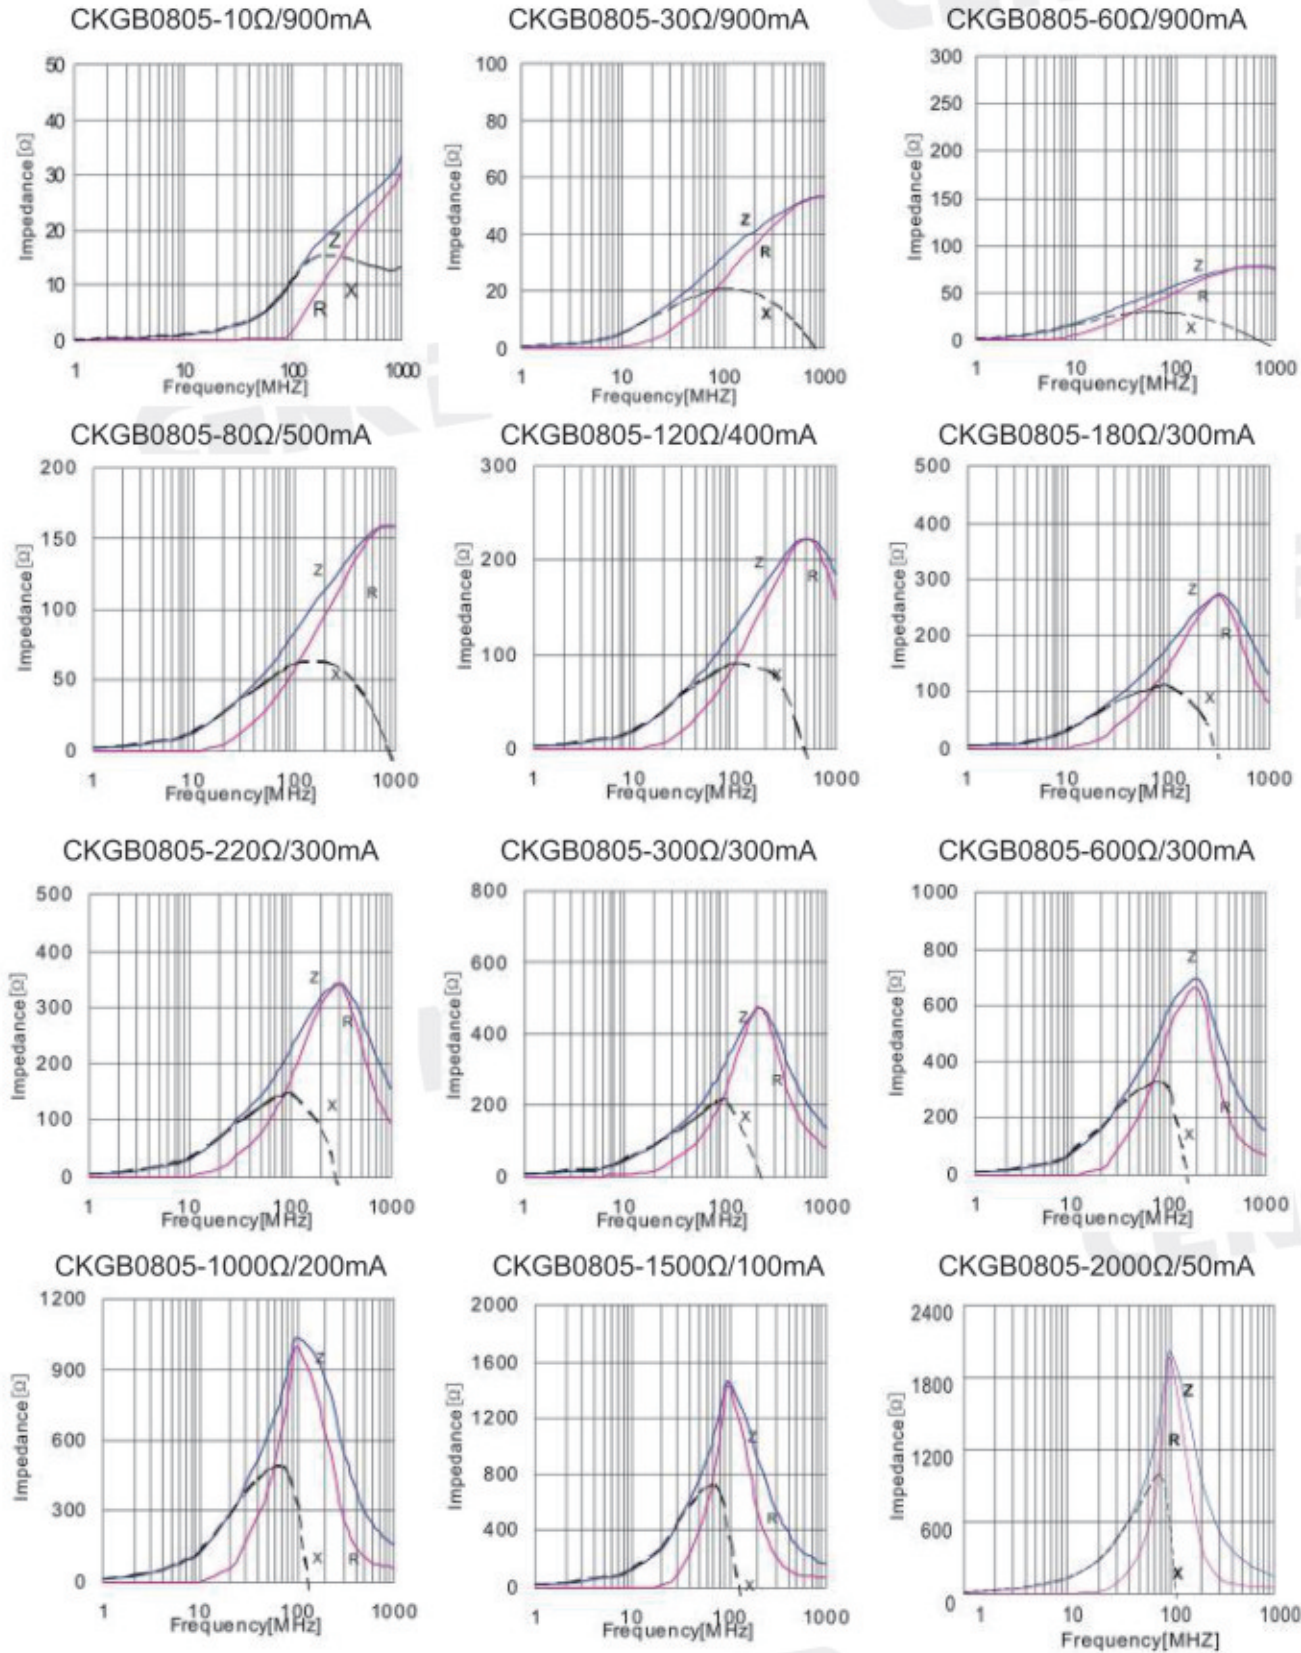 CKGB0805-10Ω/900mA
CKGB0805-30Ω/900mA
CKGB0805-60Ω/900mA
50
40
30
20
10
0
Impedance[Ω]
Z
X
R
1 10 100 1000
Frequency[MHZ]
100
80
60
40
20
0
Impedance[Ω]
Z
R
X
1 10 100 1000
Frequency[MHZ]
300
250
200
150
100
50
0
Impedance[Ω]
Z
R
X
1 10 100 1000
Frequency[MHZ]
CKGB0805-80Ω/500mA
CKGB0805-120Ω/400mA
CKGB0805-180Ω/300mA
200
150
100
50
0
Impedance[Ω]
Z
R
X
1 10 100 1000
Frequency[MHz]
300
200
100
0
Impedance[Ω]
Z
R
X
1 10 100 1000
Frequency[MHz]
500
400
300
200
100
0
Impedance[Ω]
Z
R
X
1 10 100 1000
Frequency[MHz]
CKGB0805-220Ω/300mA
CKGB0805-300Ω/300mA
CKGB0805-600Ω/300mA
500
400
300
200
100
0
Impedance[Ω]
Z
R
X
1 10 100 1000
Frequency[MHz]
800
600
400
200
0
Impedance[Ω]
Z
R
X
1 10 100 1000
Frequency[MHz]
1000
800
600
400
200
0
Impedance[Ω]
Z
R
X
1 10 100 1000
Frequency[MHz]
CKGB0805-1000Ω/200mA
CKGB0805-1500Ω/100mA
CKGB0805-2000Ω/50mA
1200
900
600
300
0
Impedance[Ω]
Z
X
R
1 10 100 1000
Frequency[MHz]
2000
1600
1200
800
400
0
Impedance[Ω]
Z
R
X
1 10 100 1000
Frequency[MHz]
2400
1800
1200
600
0
Impedance[Ω]
Z
R
X
1 10 100 1000
Frequency[MHZ]